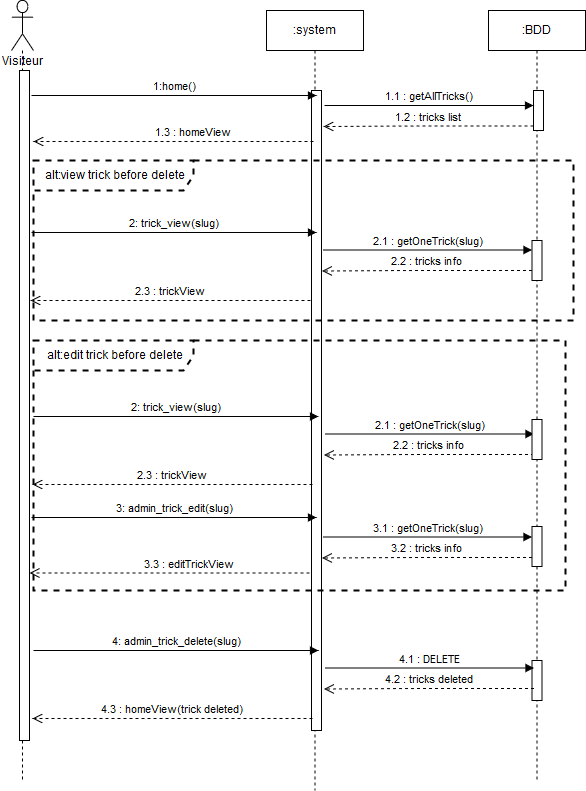 :system
:BDD
Visiteur
1:home()
1.1 : getAllTricks()
1.2 : tricks list
1.3 : homeView
alt:view trick before delete
2: trick_view(slug)
2.1 : getOneTrick(slug)
2.2 : tricks info
2.3 : trickView
alt:edit trick before delete
2: trick_view(slug)
2.1 : getOneTrick(slug)
2.2 : tricks info
2.3 : trickView
3: admin_trick_edit(slug)
3.1 : getOneTrick(slug)
3.2 : tricks info
3.3 : editTrickView
4: admin_trick_delete(slug)
4.1 : DELETE
4.2 : tricks deleted
4.3 : homeView(trick deleted)